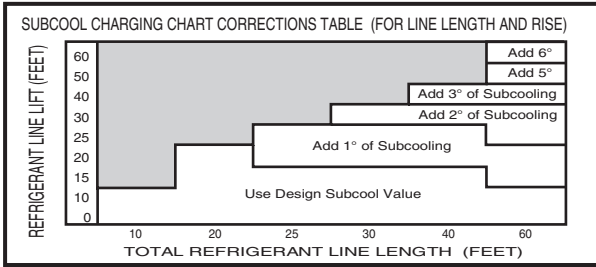 SUBCOOL CHARGING CHART CORRECTIONS TABLE (FOR LINE LENGTH AND RISE)
REFRIGERANT LINE LIFT (FEET)
60
50
40
30
25
20
15
10
0
Add 6°
Add 5°
Add 3° of Subcooling
Add 2° of Subcooling
Add 1° of Subcooling
Use Design Subcool Value
10 20 25 30 40 60
TOTAL REFRIGERANT LINE LENGTH (FEET)